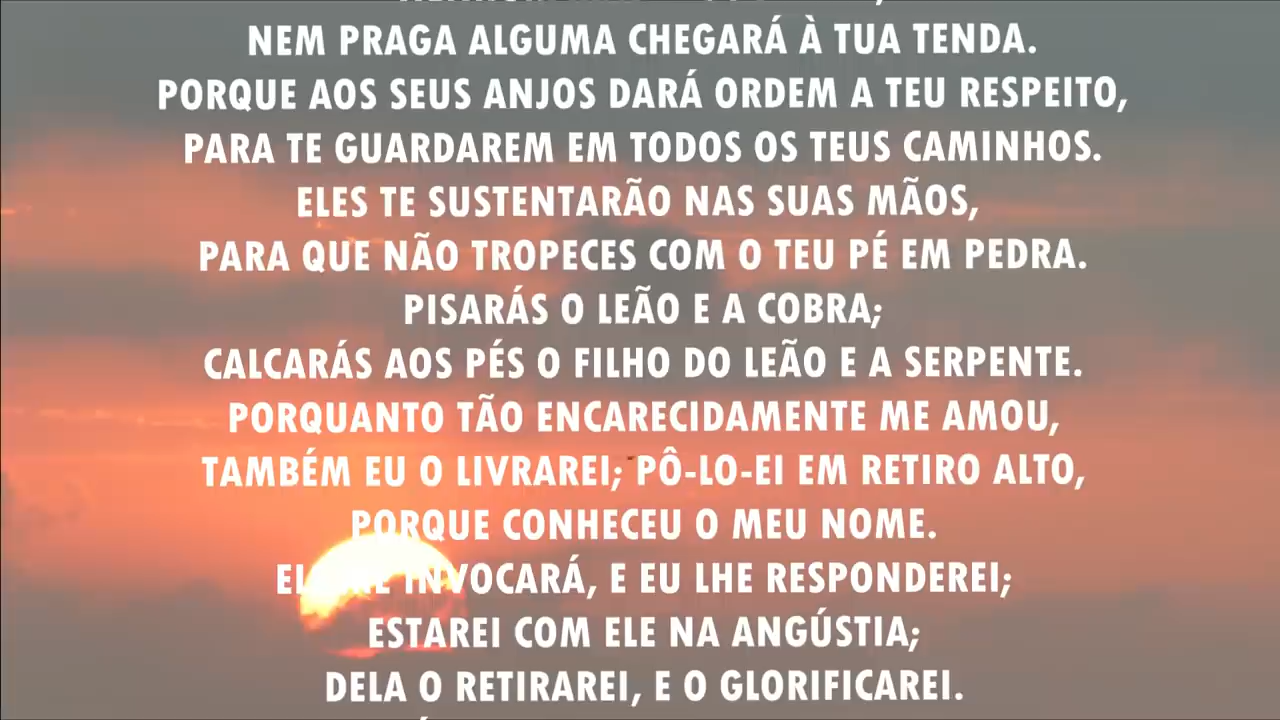 NEM PRAGA ALGUMA CHEGARÁ À TUA TENDA.
PORQUE AOS SEUS ANJOS DARÁ ORDEM A TEU RESPEITO,
PARA TE GUARDAREM EM TODOS OS TEUS CAMINHOS.
ELES TE SUSTENTARÃO NAS SUAS MÃOS,
PARA QUE NÃO TROPECES COM O TEU PÉ EM PEDRA.
PISARÁS O LEÃO E A COBRA;
CALCARÁS AOS PÉS O FILHO DO LEÃO E A SERPENTE.
PORQUANTO TÃO ENCARECIDAMENTE ME AMOU,
TAMBÉM EU O LIVRAREI; PÔ-LO-EI EM RETIRO ALTO,
PORQUE CONHECEU O MEU NOME.
INVOCARÁ, E EU LHE RESPONDEREI;
ESTAREI COM ELE NA ANGÚSTIA;
DELA O RETIRAREI, E O GLORIFICAREI.